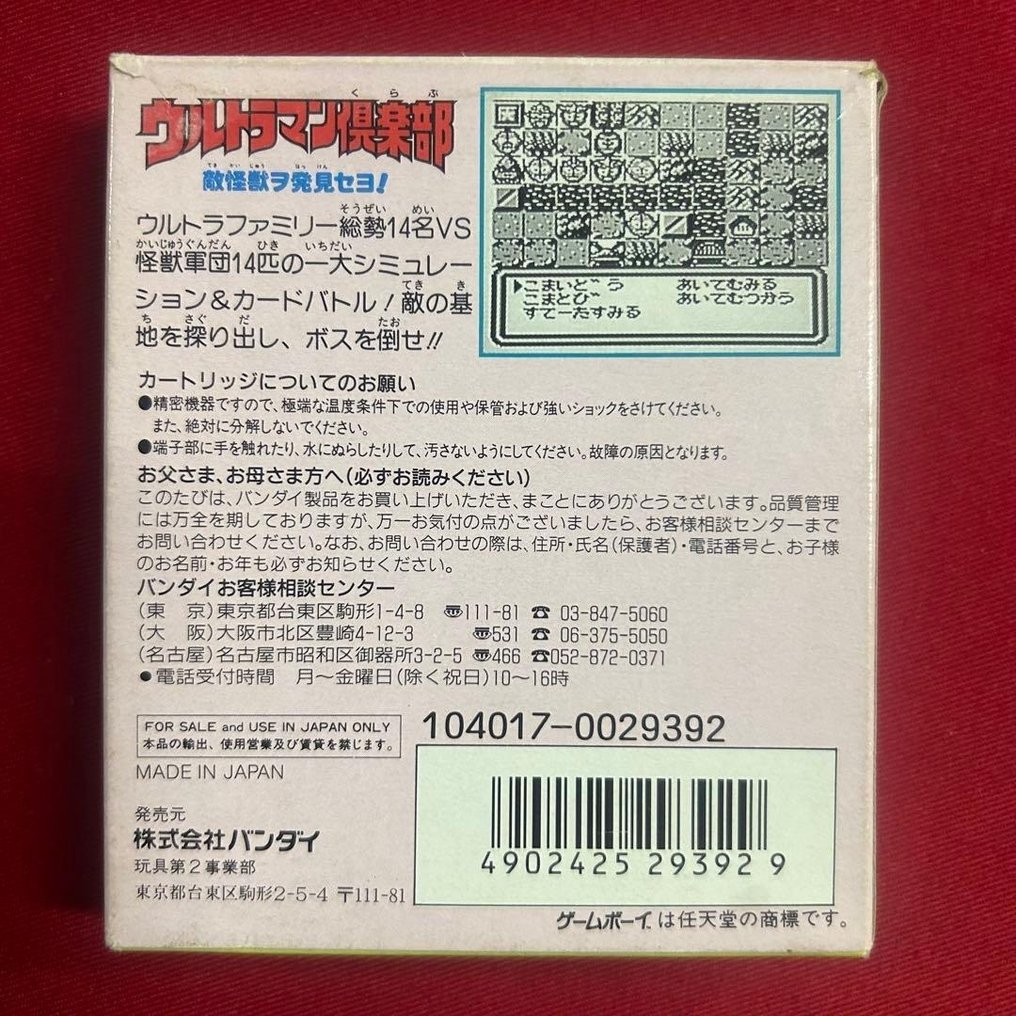 ウルトラマン倶楽部
敵怪獣ヲ発見セヨ!
ウルトラファミリー総勢14名VS
怪獣軍団14匹の一大シミュレー
ション&カードバトル!敵の基
地を探り出し、ボスを倒せ!!
▶こまいどう あいてむみる
こまとび あいてむつかう
すてーたすみる
カートリッジについてのお願い
●精密機器ですので、極端な温度条件下での使用や保管および強いショックをさけてください。
また、絶対に分解しないでください。
●端子部に手を触れたり、水にぬらしたりして、汚さないようにしてください。故障の原因となります。
お父さま、お母さま方へ(必ずお読みください)
このたびは、バンダイ製品をお買い上げいただき、まことにありがとうございます。品質管理
には万全を期しておりますが、万一お気付の点がございましたら、お客様相談センターまで
お問い合わせください。なお、お問い合わせの際は、住所・氏名(保護者)・電話番号と、お子様
のお名前・お年も必ずお知らせください。
バンダイお客様相談センター
(東 京)東京都台東区駒形1-4-8 〠111-81 ☎ 03-847-5060
(大 阪)大阪市北区豊崎4-12-3 〠531 ☎ 06-375-5050
(名古屋)名古屋市昭和区御器所3-2-5 〠466 ☎052-872-0371
●電話受付時間 月〜金曜日(除く祝日)10〜16時
FOR SALE and USE IN JAPAN ONLY
本品の輸出、使用営業及び賃貸を禁じます。
MADE IN JAPAN
104017-0029392
発売元
株式会社バンダイ
玩具第2事業部
東京都台東区駒形2-5-4 〒111-81
4902425 29392 9
ゲームボーイ™は任天堂の商標です。